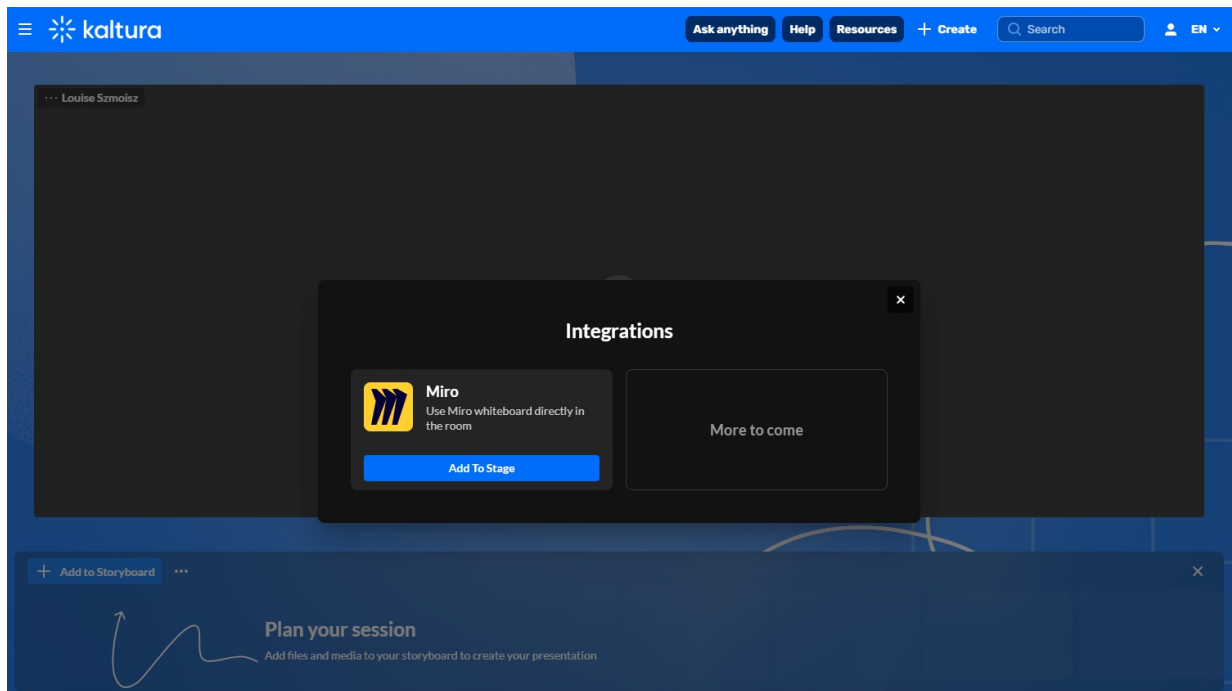 kaltura
Ask anything
Help
Resources
Create
Search
EN
Louise Szmoisz
Integrations
Miro
Use Miro whiteboard directly in
the room
Add To Stage
More to come
Add to Storyboard
Plan your session
Add files and media to your storyboard to create your presentation